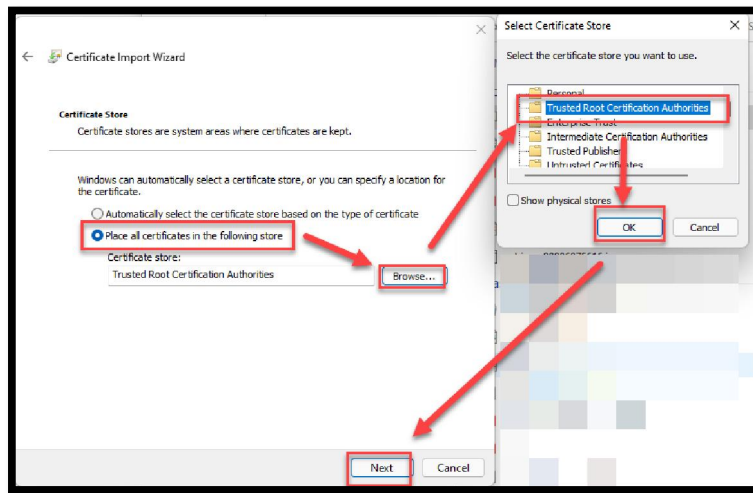 Certificate Import Wizard
Certificate Store
Certificate stores are system areas where certificates are kept.
Windows can automatically select a certificate store, or you can specify a location for
the certificate.
Automatically select the certificate store based on the type of certificate
Place all certificates in the following store
Certificate store:
Trusted Root Certification Authorities
Browse...
Next
Cancel
Select Certificate Store
Select the certificate store you want to use.
Personal
Trusted Root Certification Authorities
Enterprise Trust
Intermediate Certification Authorities
Trusted Publishers
Untrusted Certificates
Show physical stores
OK
Cancel